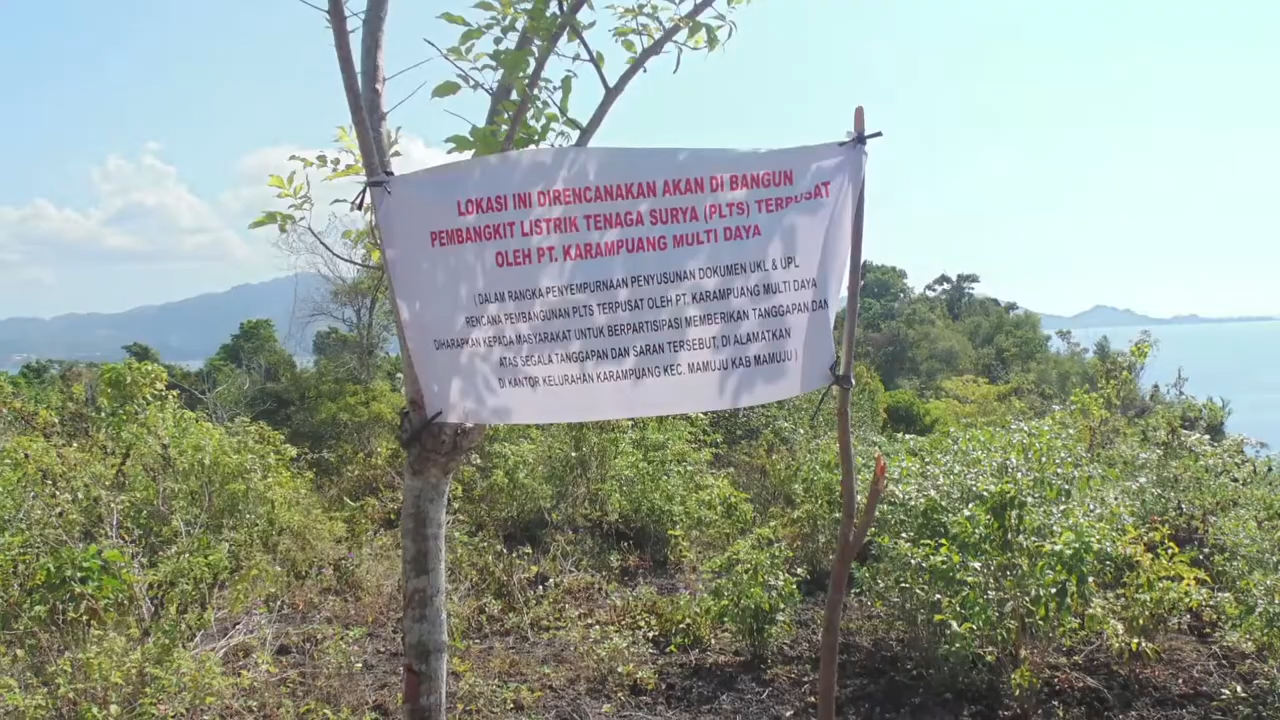 LOKASI INI DIRENCANAKAN AKAN DI BANGUN
PEMBANGKIT LISTRIK TENAGA SURYA (PLTS) TERPUSAT
OLEH PT. KARAMPUANG MULTI DAYA
( DALAM RANGKA PENYEMPURNAAN PENYUSUNAN DOKUMEN UKL & UPL
RENCANA PEMBANGUNAN PLTS TERPUSAT OLEH PT. KARAMPUANG MULTI DAYA
DIHARAPKAN KEPADA MASYARAKAT UNTUK BERPARTISIPASI MEMBERIKAN TANGGAPAN DAN
ATAS SEGALA TANGGAPAN DAN SARAN TERSEBUT, DI ALAMATKAN
DI KANTOR KELURAHAN KARAMPUANG KEC. MAMUJU KAB MAMUJU )